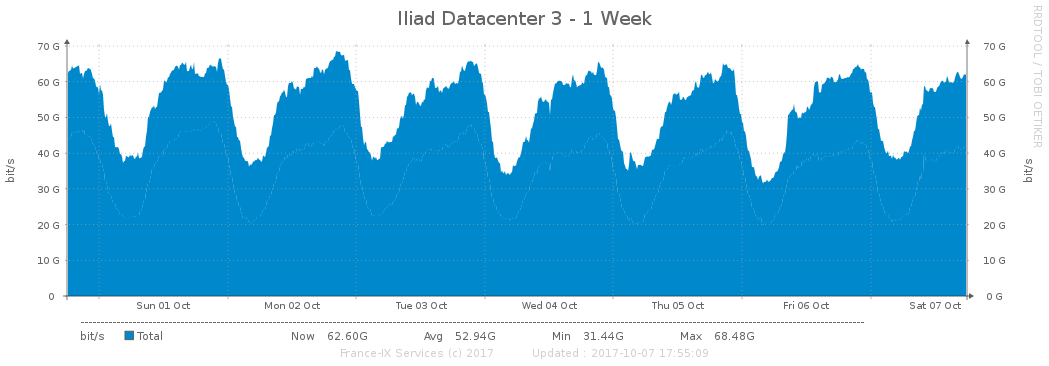 Iliad Datacenter 3 - 1 Week
RRDTOOL / TOBI OETIKER
bit/s
70 G
60 G
50 G
40 G
30 G
20 G
10 G
0
70 G
60 G
50 G
40 G
30 G
20 G
10 G
0 G
bit/s
Sun 01 Oct Mon 02 Oct Tue 03 Oct Wed 04 Oct Thu 05 Oct Fri 06 Oct Sat 07 Oct
bit/s Total Now 62.60G Avg 52.94G Min 31.44G Max 68.48G
France-IX Services (c) 2017 Updated : 2017-10-07 17:55:09